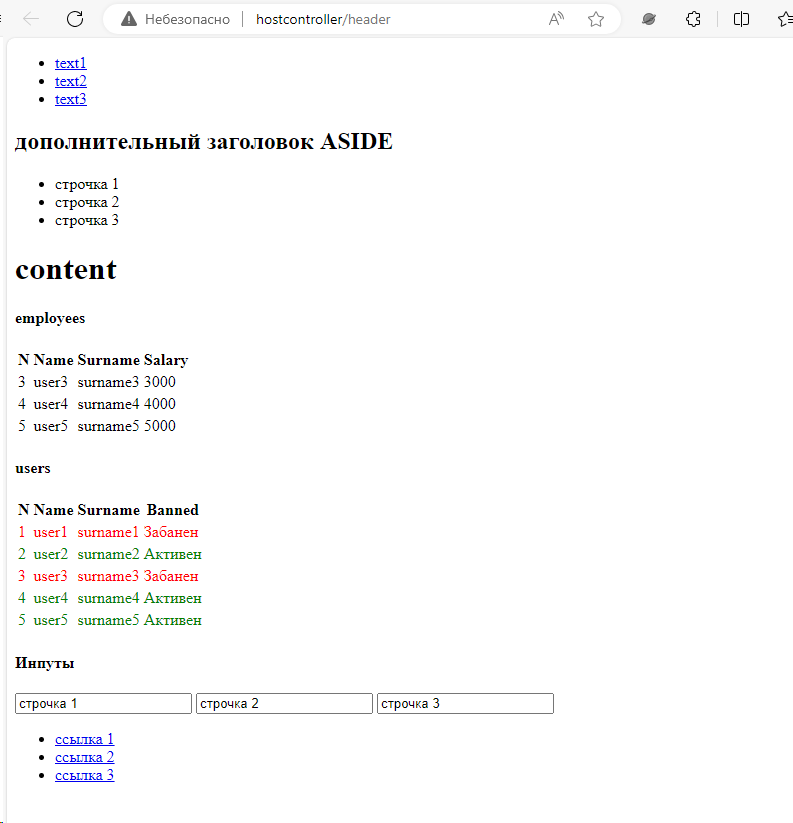 Небезопасно hostcontroller/header
text1
text2
text3
дополнительный заголовок ASIDE
строчка 1
строчка 2
строчка 3
content
employees
N Name Surname Salary
3 user3 surname3 3000
4 user4 surname4 4000
5 user5 surname5 5000
users
N Name Surname Banned
1 user1 surname1 Забанен
2 user2 surname2 Активен
3 user3 surname3 Забанен
4 user4 surname4 Активен
5 user5 surname5 Активен
Инпуты
строчка 1 строчка 2 строчка 3
ссылка 1
ссылка 2
ссылка 3